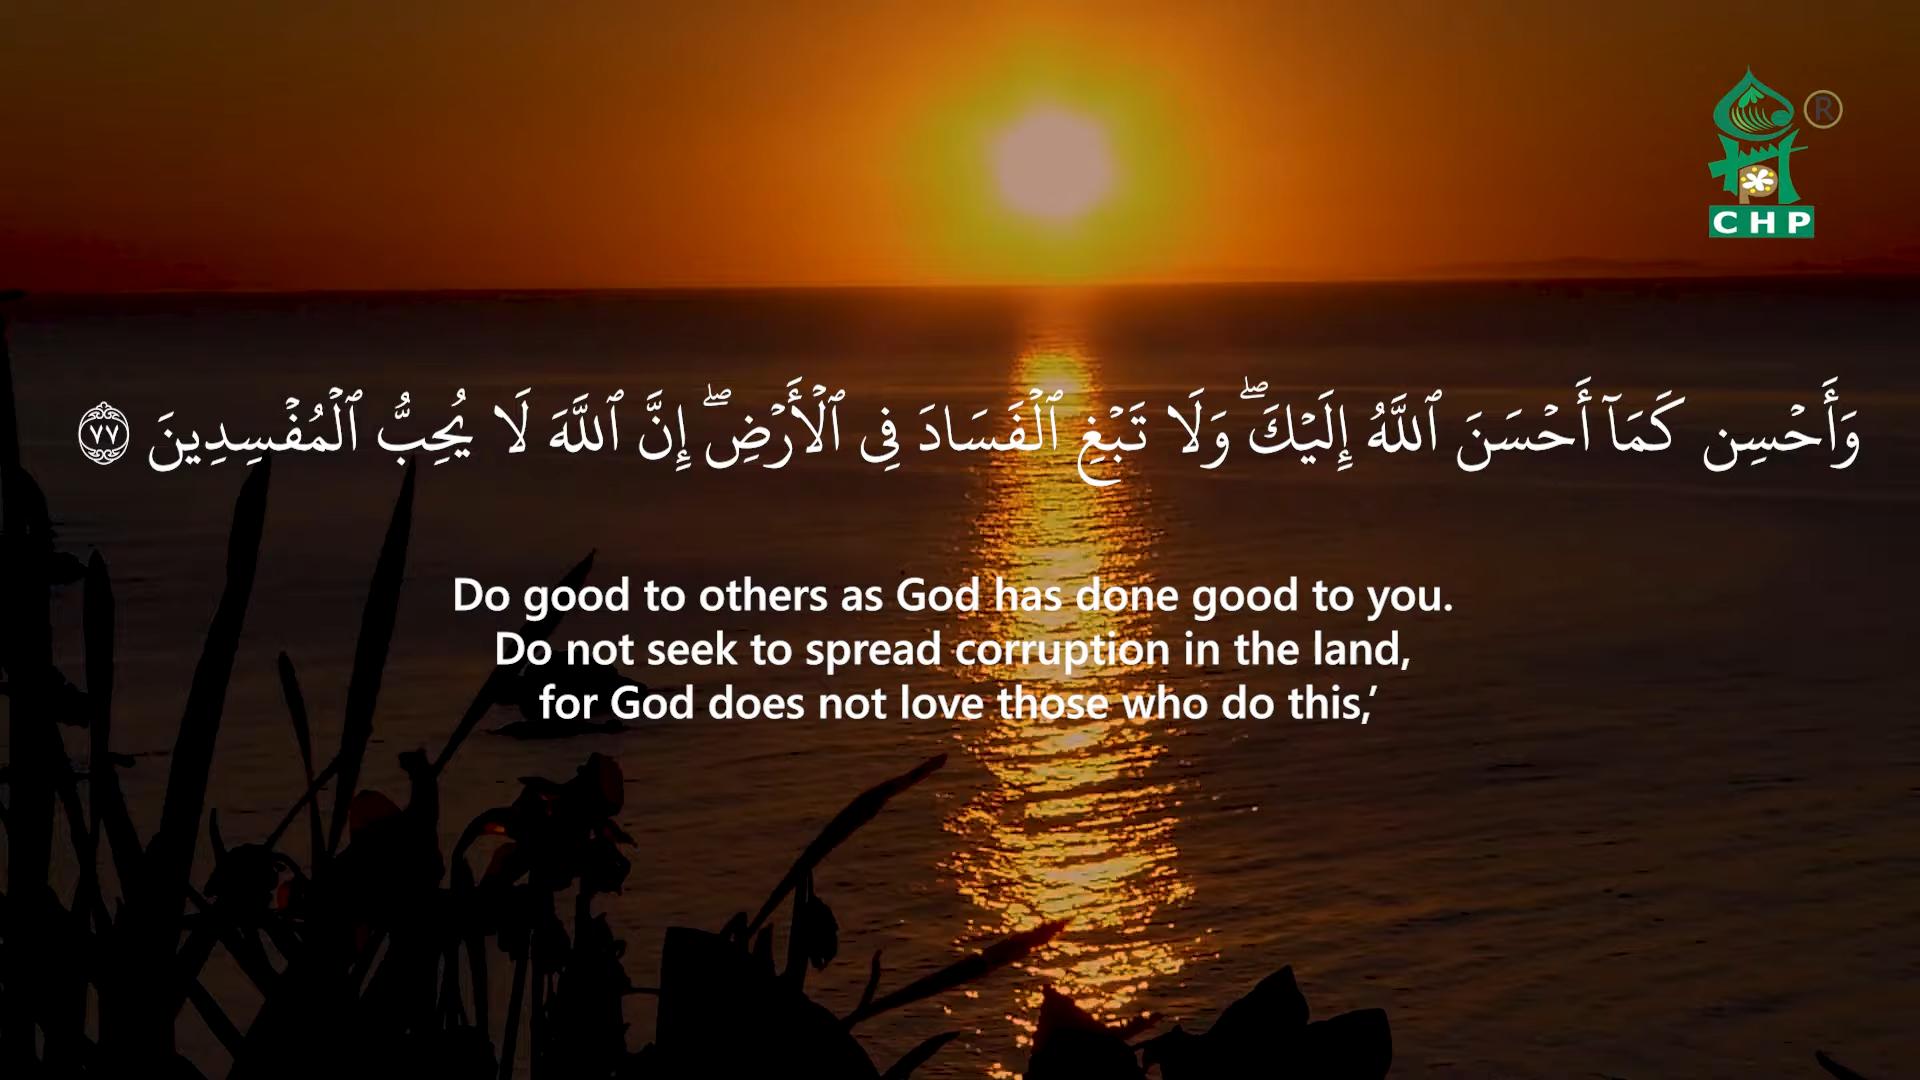 ®
CHP
وَأَحۡسِن كَمَآ أَحۡسَنَ ٱللَّهُ إِلَيۡكَۖ وَلَا تَبۡغِ ٱلۡفَسَادَ فِي ٱلۡأَرۡضِۖ إِنَّ ٱللَّهَ لَا يُحِبُّ ٱلۡمُفۡسِدِينَ ٧٧
Do good to others as God has done good to you.
Do not seek to spread corruption in the land,
for God does not love those who do this,’